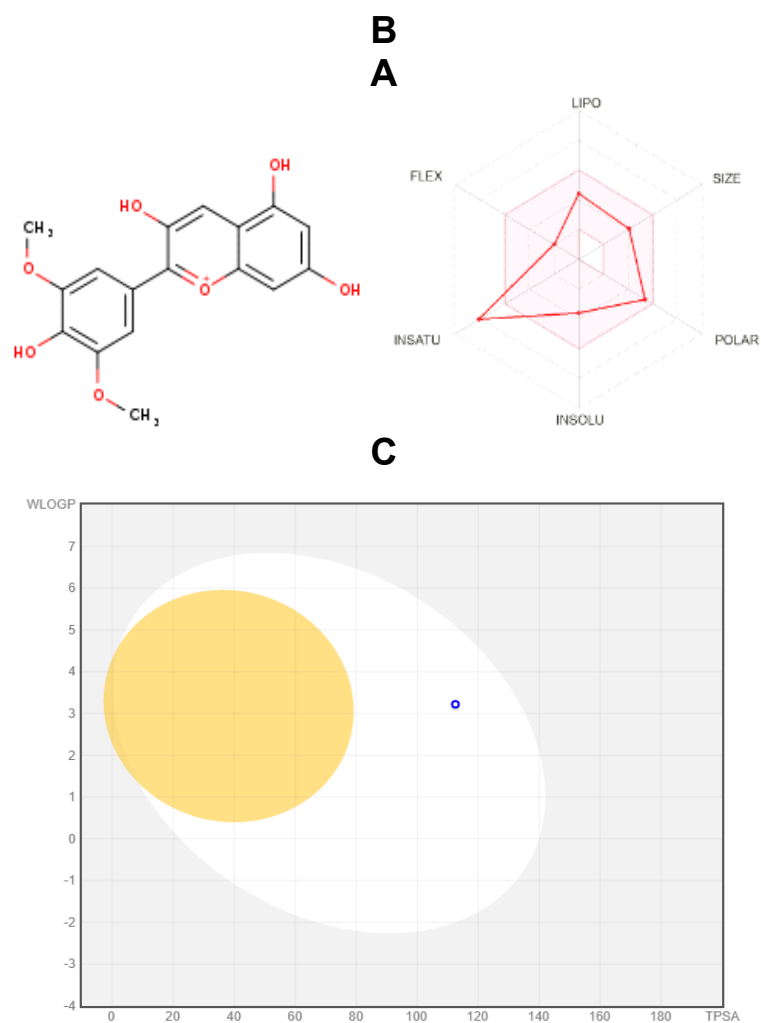 B
A
OH
HO
CH3
O
O+
OH
HO
O
CH3
LIPO
FLEX
SIZE
INSATU
POLAR
INSOLU
C
WLOGP
7
6
5
4
3
2
1
0
-1
-2
-3
-4
0 20 40 60 80 100 120 140 160 180 TPSA